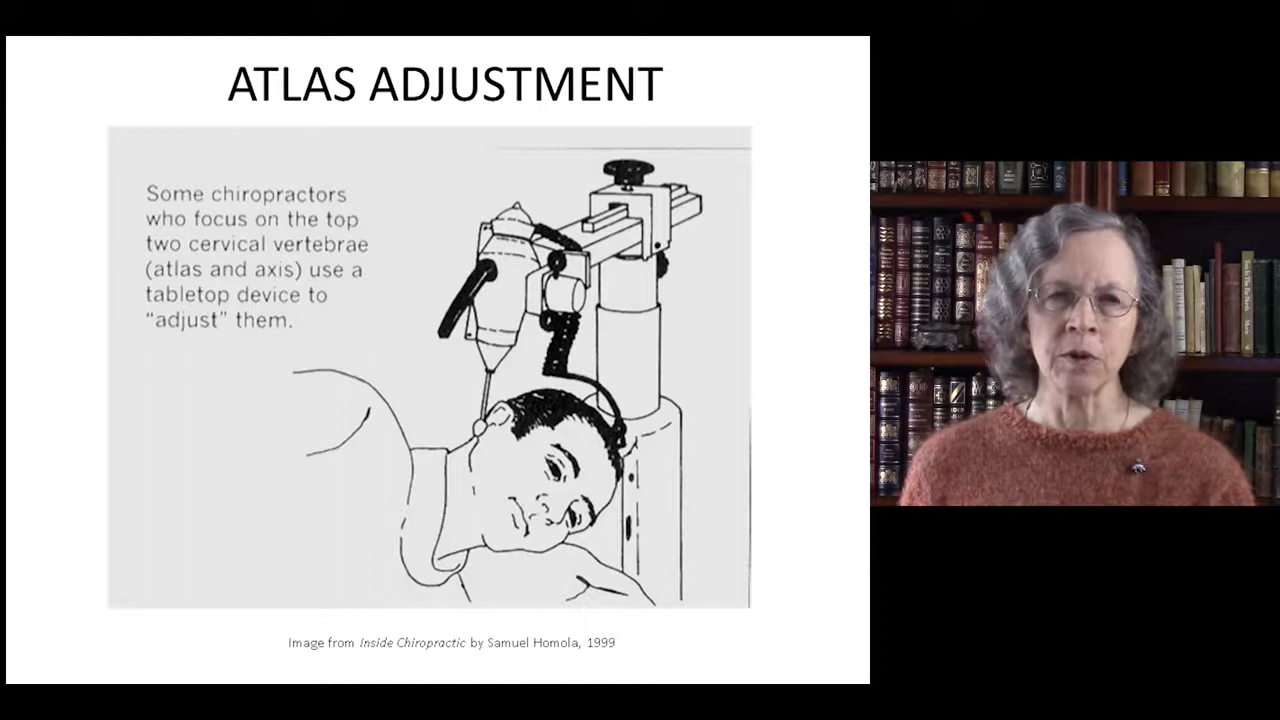 ATLAS ADJUSTMENT
Some chiropractors
who focus on the top
two cervical vertebrae
(atlas and axis) use a
tabletop device to
“adjust” them.
Image from Inside Chiropractic by Samuel Homola, 1999